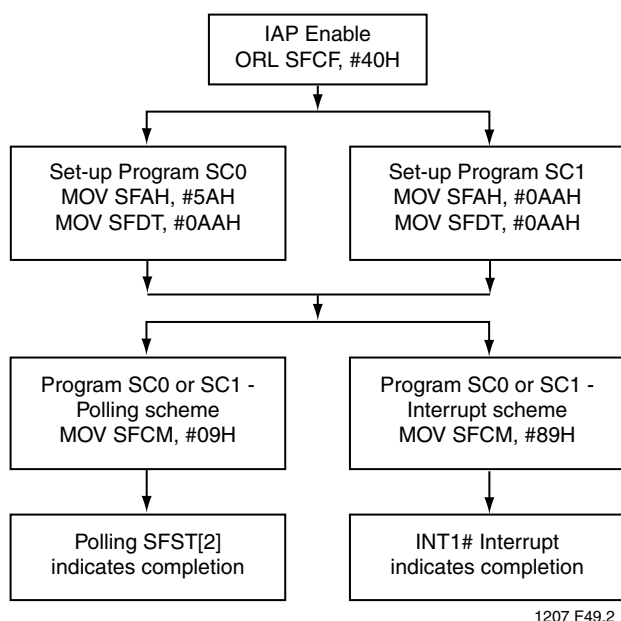 IAP Enable
ORL SFCF, #40H
Set-up Program SC0
MOV SFAH, #5AH
MOV SFDT, #0AAH
Set-up Program SC1
MOV SFAH, #0AAH
MOV SFDT, #0AAH
Program SC0 or SC1 -
Polling scheme
MOV SFCM, #09H
Program SC0 or SC1 -
Interrupt scheme
MOV SFCM, #89H
Polling SFST[2]
indicates completion
INT1# Interrupt
indicates completion
1207 F49.2